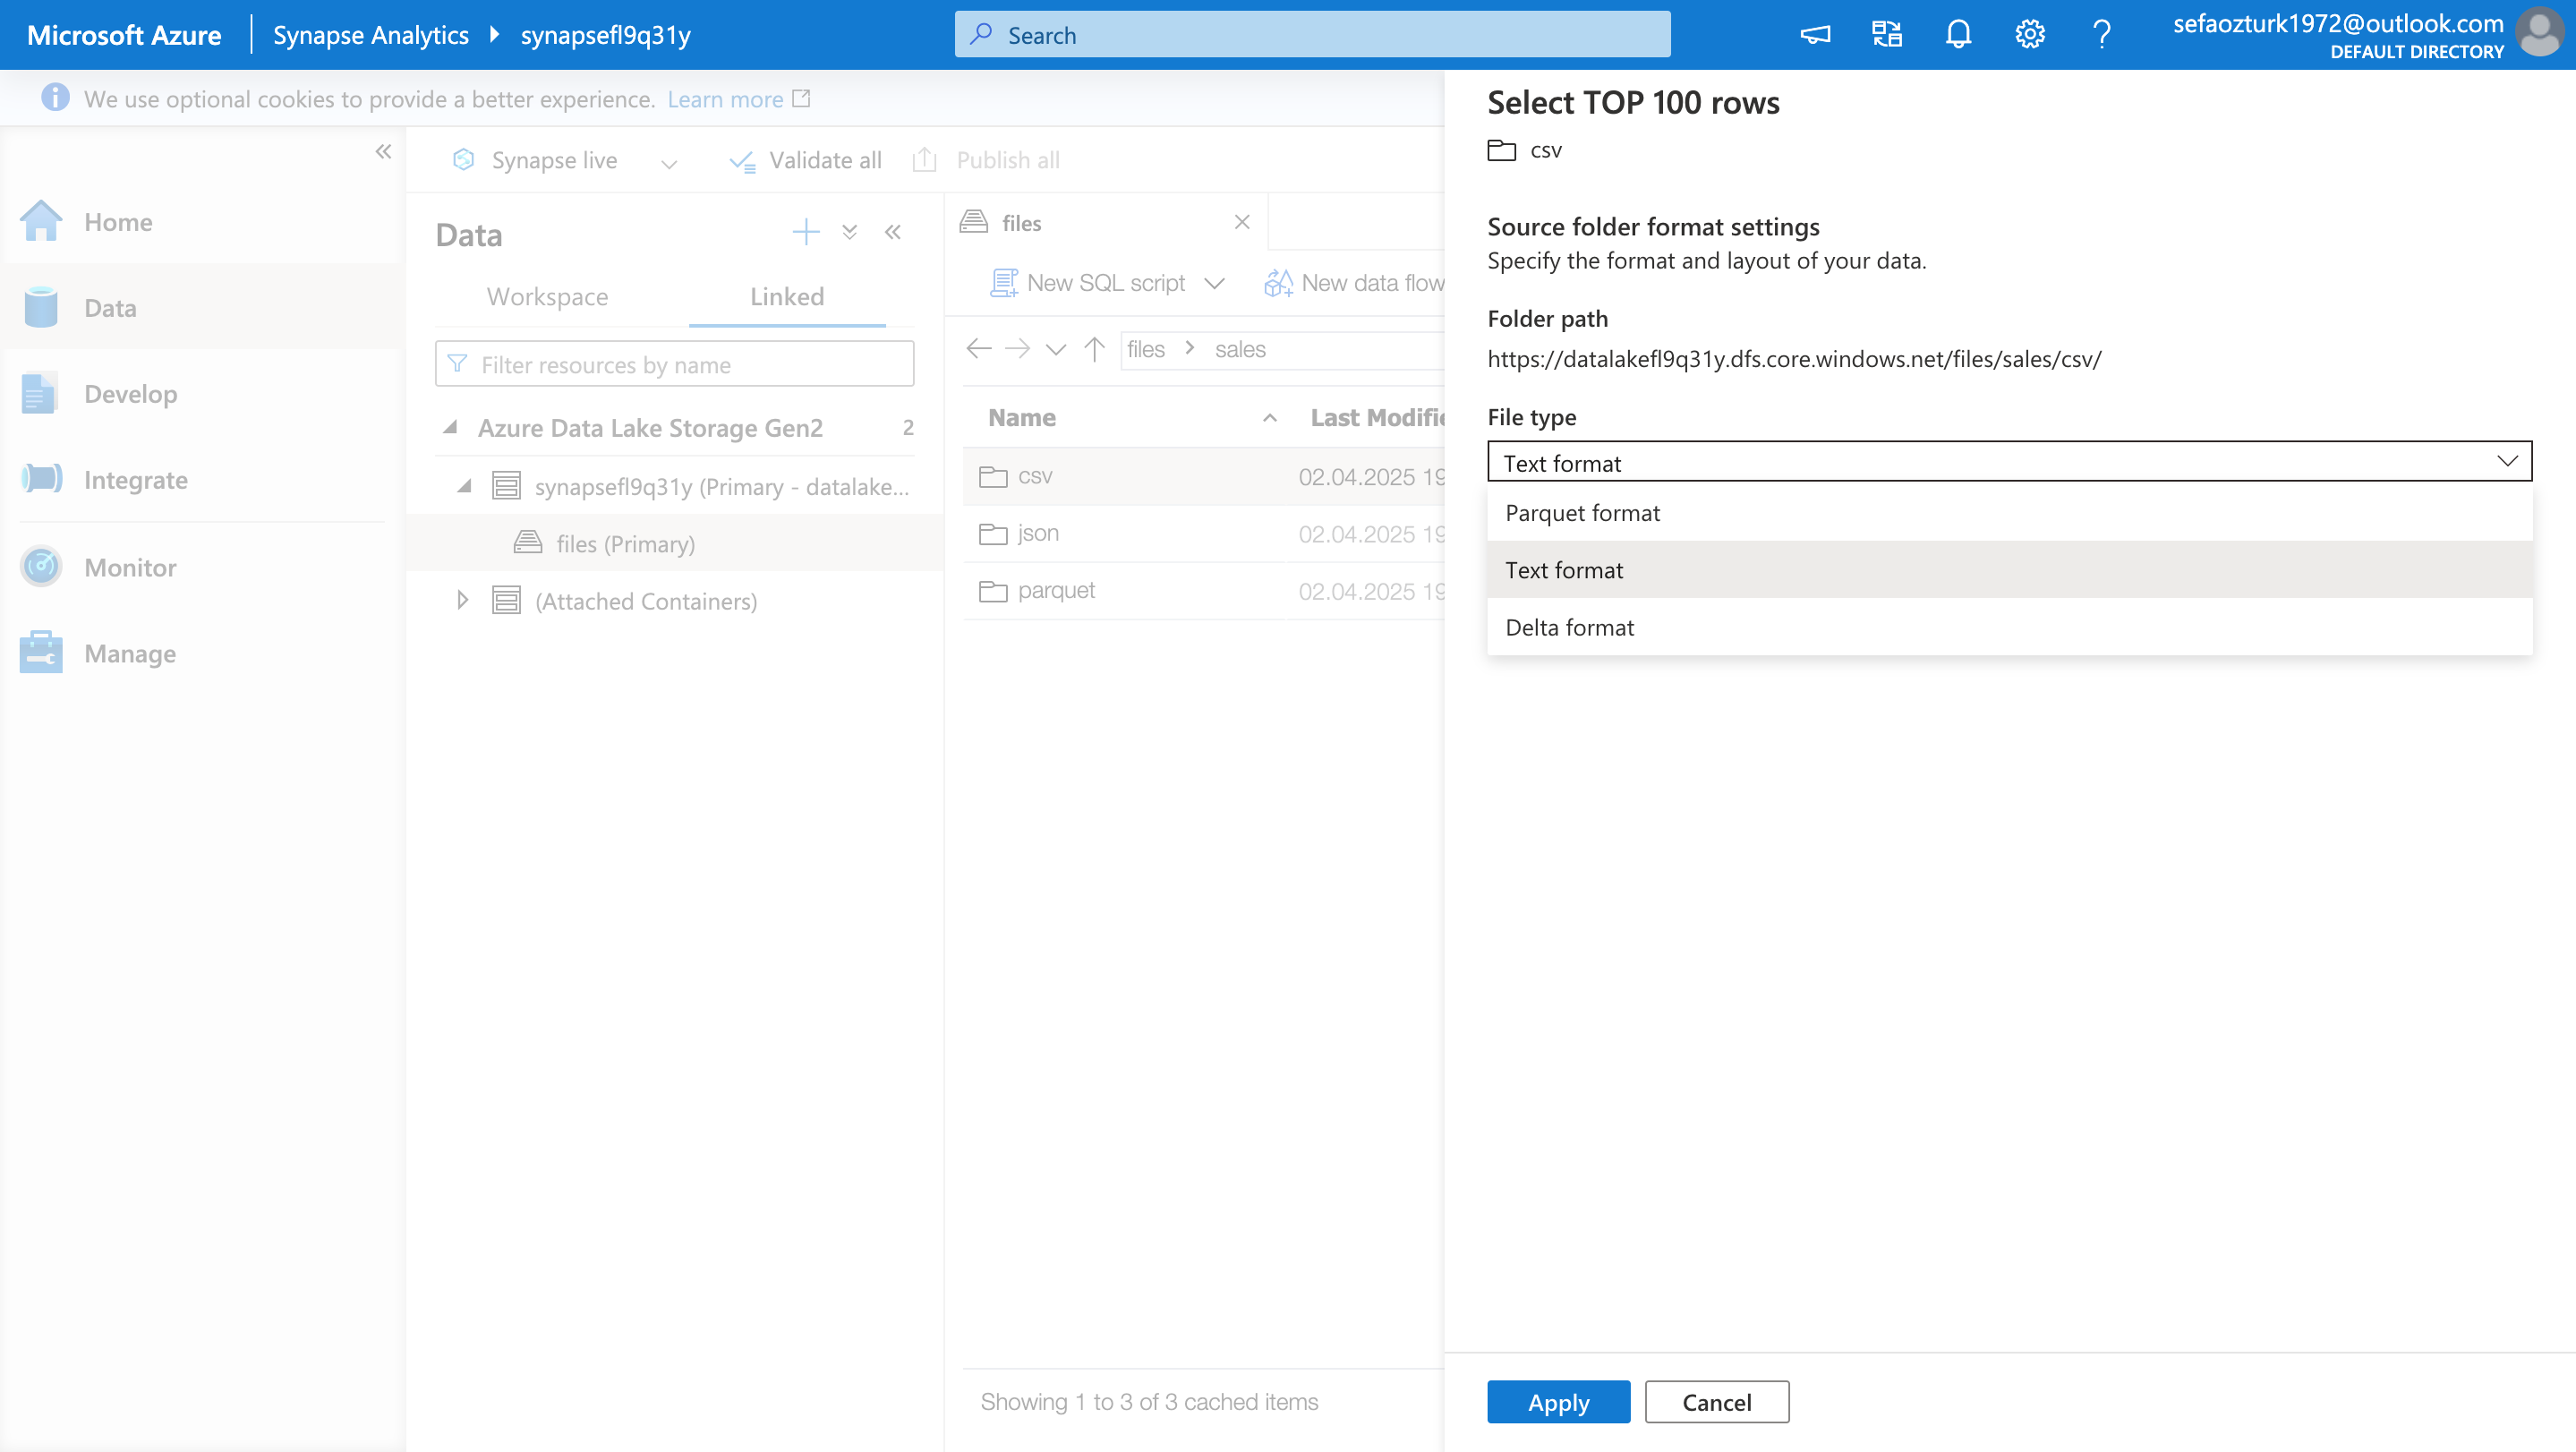 Microsoft Azure
Synapse Analytics
synapsefl9q31y
Search
sefaozturk1972@outlook.com
DEFAULT DIRECTORY
We use optional cookies to provide a better experience. Learn more
Home
Data
Develop
Integrate
Monitor
Manage
Synapse live
Validate all
Publish all
Data
Workspace
Linked
Filter resources by name
Azure Data Lake Storage Gen2 2
synapsefl9q31y (Primary - datalake...
files (Primary)
(Attached Containers)
files
New SQL script
New data flow
files
sales
Name
Last Modifie
csv
02.04.2025 19
json
02.04.2025 19
parquet
02.04.2025 19
Showing 1 to 3 of 3 cached items
Select TOP 100 rows
csv
Source folder format settings
Specify the format and layout of your data.
Folder path
https://datalakefl9q31y.dfs.core.windows.net/files/sales/csv/
File type
Text format
Parquet format
Text format
Delta format
Apply
Cancel